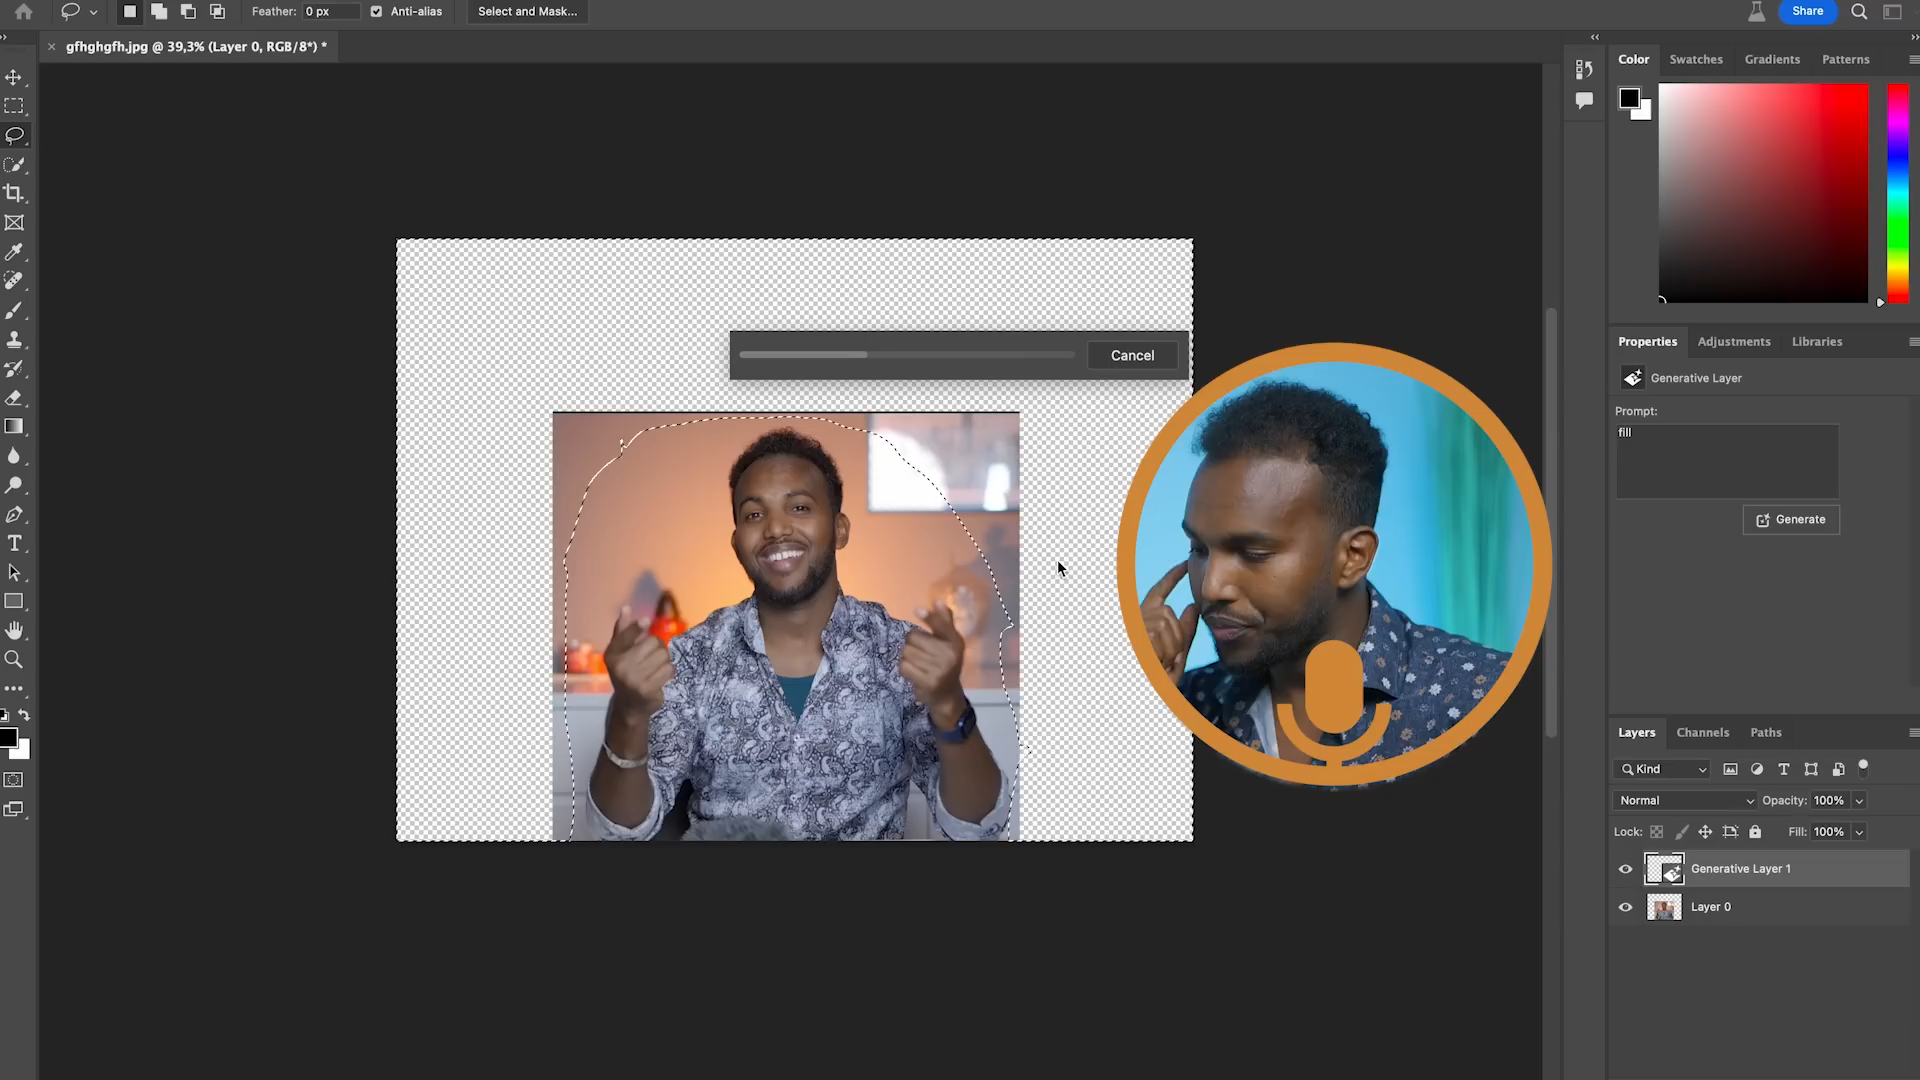 Feather: 0 px Anti-alias Select and Mask... Share
gfhghgfh.jpg @ 39,3% (Layer 0, RGB/8*) *
Color Swatches Gradients Patterns
Cancel
Properties Adjustments Libraries
Generative Layer
Prompt:
fill
Generate
Layers Channels Paths
Kind
Normal Opacity: 100%
Lock: Fill: 100%
Generative Layer 1
Layer 0